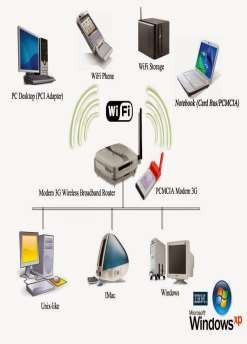 WiFi Phone
WiFi Storage
PC Desktop (PCI Adapter)
Notebook (Card Bus/PCMCIA)
WiFi
Modem 3G Wireless Broadband Router
PCMCIA Modem 3G
Unix-like
IMac
Windows
IBM
Microsoft
Windows xp